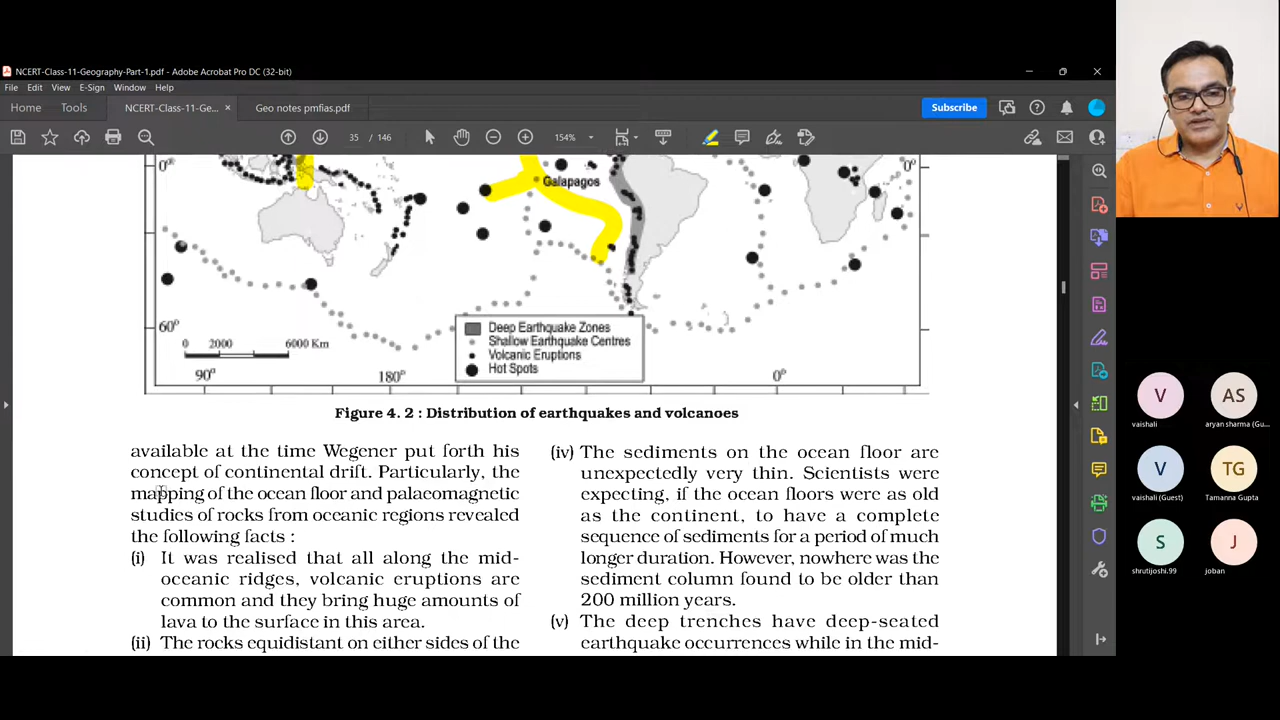 NCERT-Class-11-Geography-Part-1.pdf - Adobe Acrobat Pro DC (32-bit)
File Edit View E-Sign Window Help
Home Tools NCERT-Class-11-Ge... × Geo notes pmfias.pdf Subscribe
35 / 146 154%
0° Galapagos 0°
60°
0 2000 6000 Km
Deep Earthquake Zones
Shallow Earthquake Centres
Volcanic Eruptions
Hot Spots
90° 180° 0°
Figure 4. 2 : Distribution of earthquakes and volcanoes
available at the time Wegener put forth his
concept of continental drift. Particularly, the
mapping of the ocean floor and palaeomagnetic
studies of rocks from oceanic regions revealed
the following facts :
(i) It was realised that all along the mid-
oceanic ridges, volcanic eruptions are
common and they bring huge amounts of
lava to the surface in this area.
(ii) The rocks equidistant on either sides of the
(iv) The sediments on the ocean floor are
unexpectedly very thin. Scientists were
expecting, if the ocean floors were as old
as the continent, to have a complete
sequence of sediments for a period of much
longer duration. However, nowhere was the
sediment column found to be older than
200 million years.
(v) The deep trenches have deep-seated
earthquake occurrences while in the mid-
V AS
vaishali aryan sharma (Gu...
V TG
vaishali (Guest) Tamanna Gupta
S J
shrutijoshi.99 joban